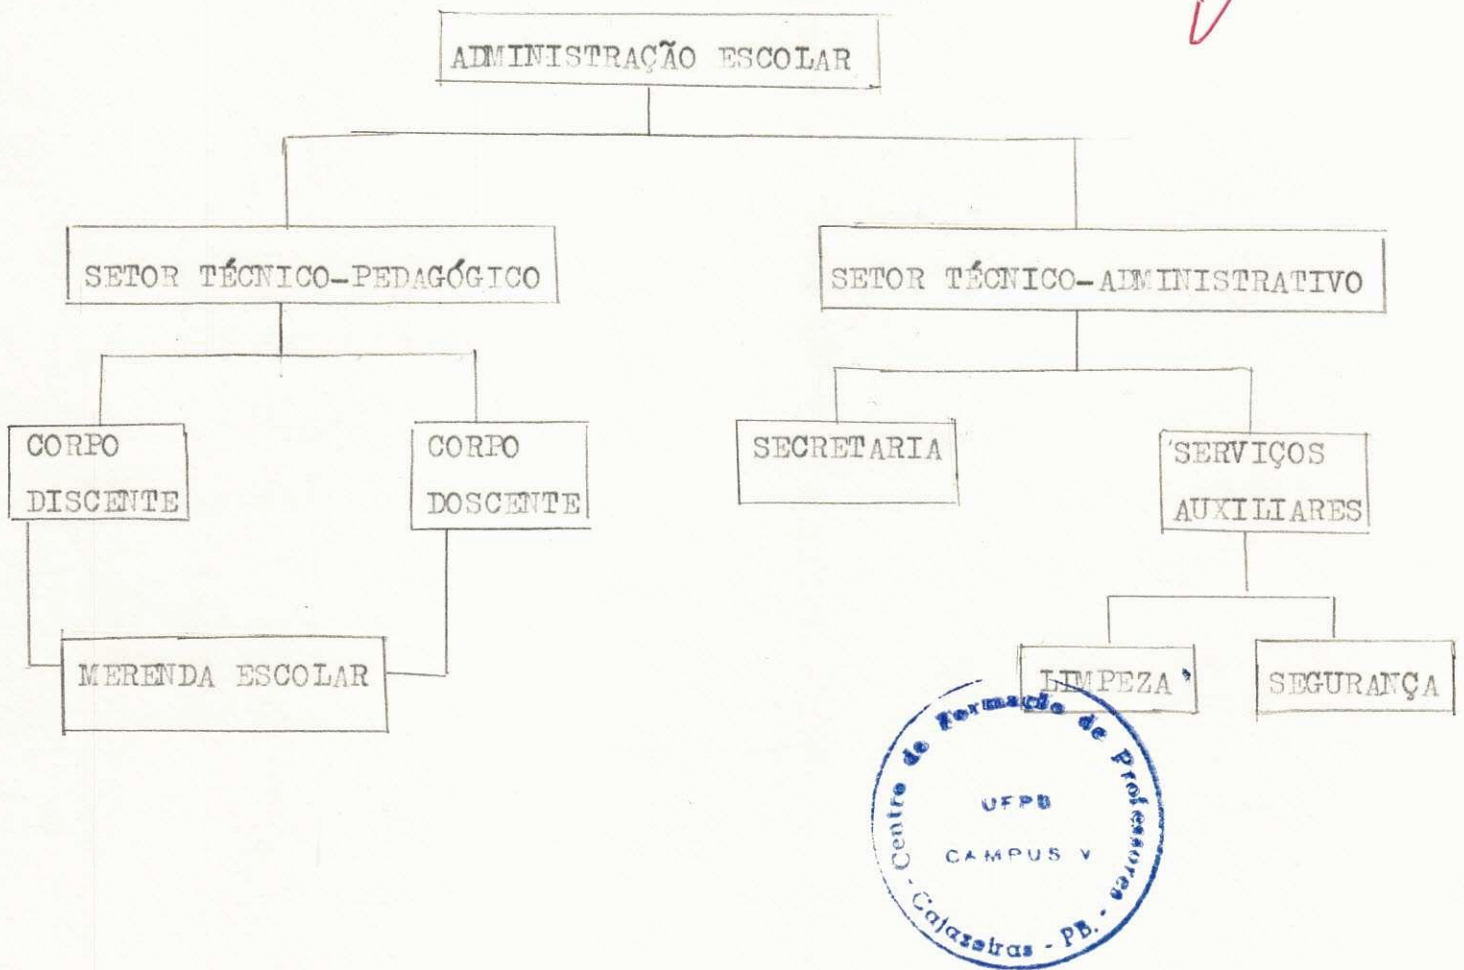 ADMINISTRAÇÃO ESCOLAR
SETOR TÉCNICO-PEDAGÓGICO
SETOR TÉCNICO-ADMINISTRATIVO
CORPO
DISCENTE
CORPO
DOSCENTE
SECRETARIA
SERVIÇOS
AUXILIARES
MERENDA ESCOLAR
LIMPEZA
SEGURANÇA
Centro de Formação de Professores
UFPB
CAMPUS V
- Cajazeiras - PB. -